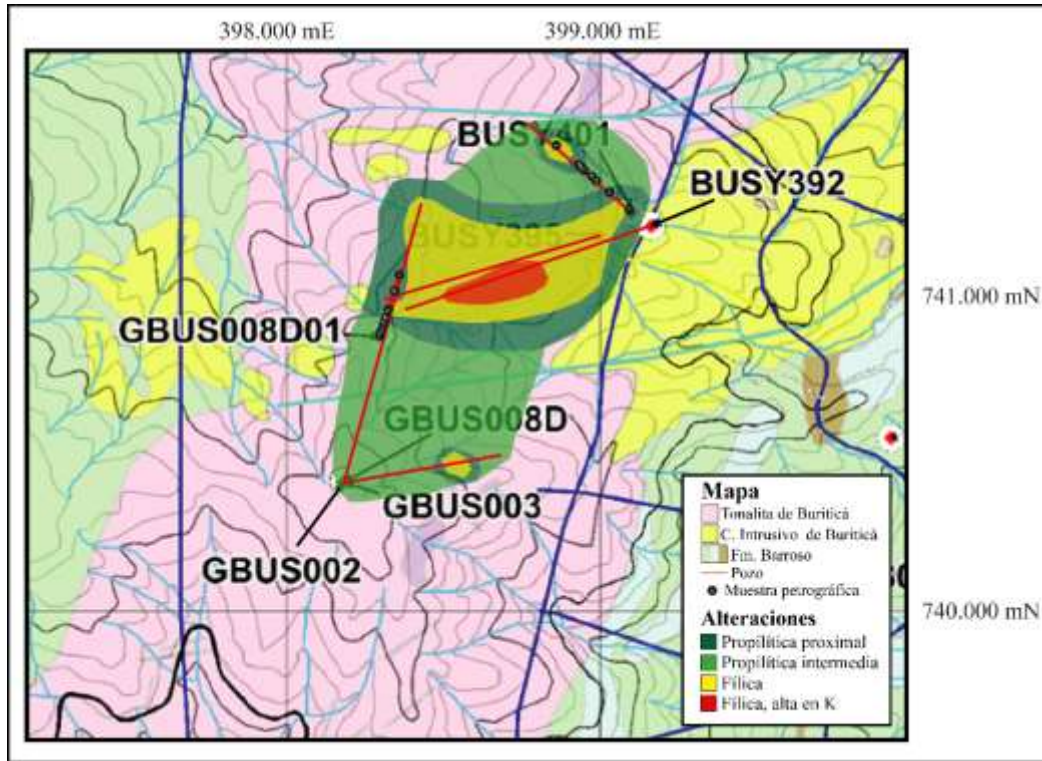 398.000 mE
399.000 mE
BUSY401
BUSY392
BUSY395
741.000 mN
GBUS008D01
GBUS008D
GBUS003
GBUS002
Mapa
Tonalita de Buriticá
C. Intrusivo de Buriticá
Fm. Barroso
Pozo
Muestra petrográfica
740.000 mN
Alteraciones
Propilítica proximal
Propilítica intermedia
Fílica
Fílica, alta en K